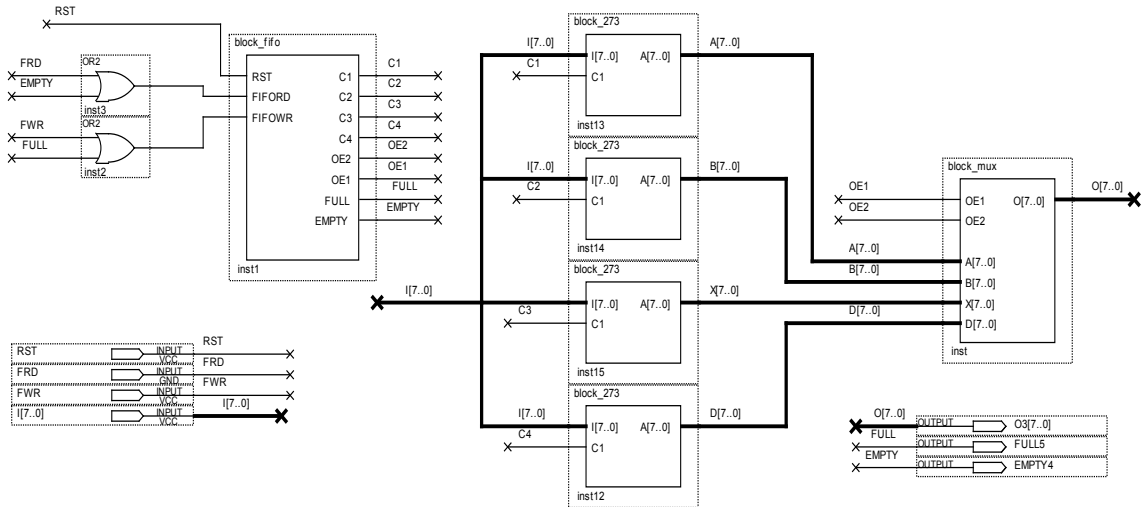 RST
FRD
EMPTY
OR2
inst3
FWR
FULL
OR2
inst2
block_fifo
RST
FIFORD
FIFOWR
C1
C2
C3
C4
OE2
OE1
FULL
EMPTY
inst1
C1
C2
C3
C4
OE2
OE1
FULL
EMPTY
block_273
I[7..0]
I[7..0]
A[7..0]
A[7..0]
C1
C1
inst13
block_273
I[7..0]
I[7..0]
A[7..0]
B[7..0]
C2
C1
inst14
block_273
I[7..0]
I[7..0]
A[7..0]
X[7..0]
C3
C1
inst15
block_273
I[7..0]
I[7..0]
A[7..0]
D[7..0]
C4
C1
inst12
block_mux
OE1
OE1
O[7..0]
O[7..0]
OE2
OE2
A[7..0]
A[7..0]
B[7..0]
B[7..0]
X[7..0]
D[7..0]
D[7..0]
inst
RST
INPUT
VCC
RST
FRD
INPUT
GND
FRD
FWR
INPUT
VCC
FWR
I[7..0]
INPUT
VCC
I[7..0]
O[7..0]
OUTPUT
O3[7..0]
FULL
OUTPUT
FULL5
EMPTY
OUTPUT
EMPTY4